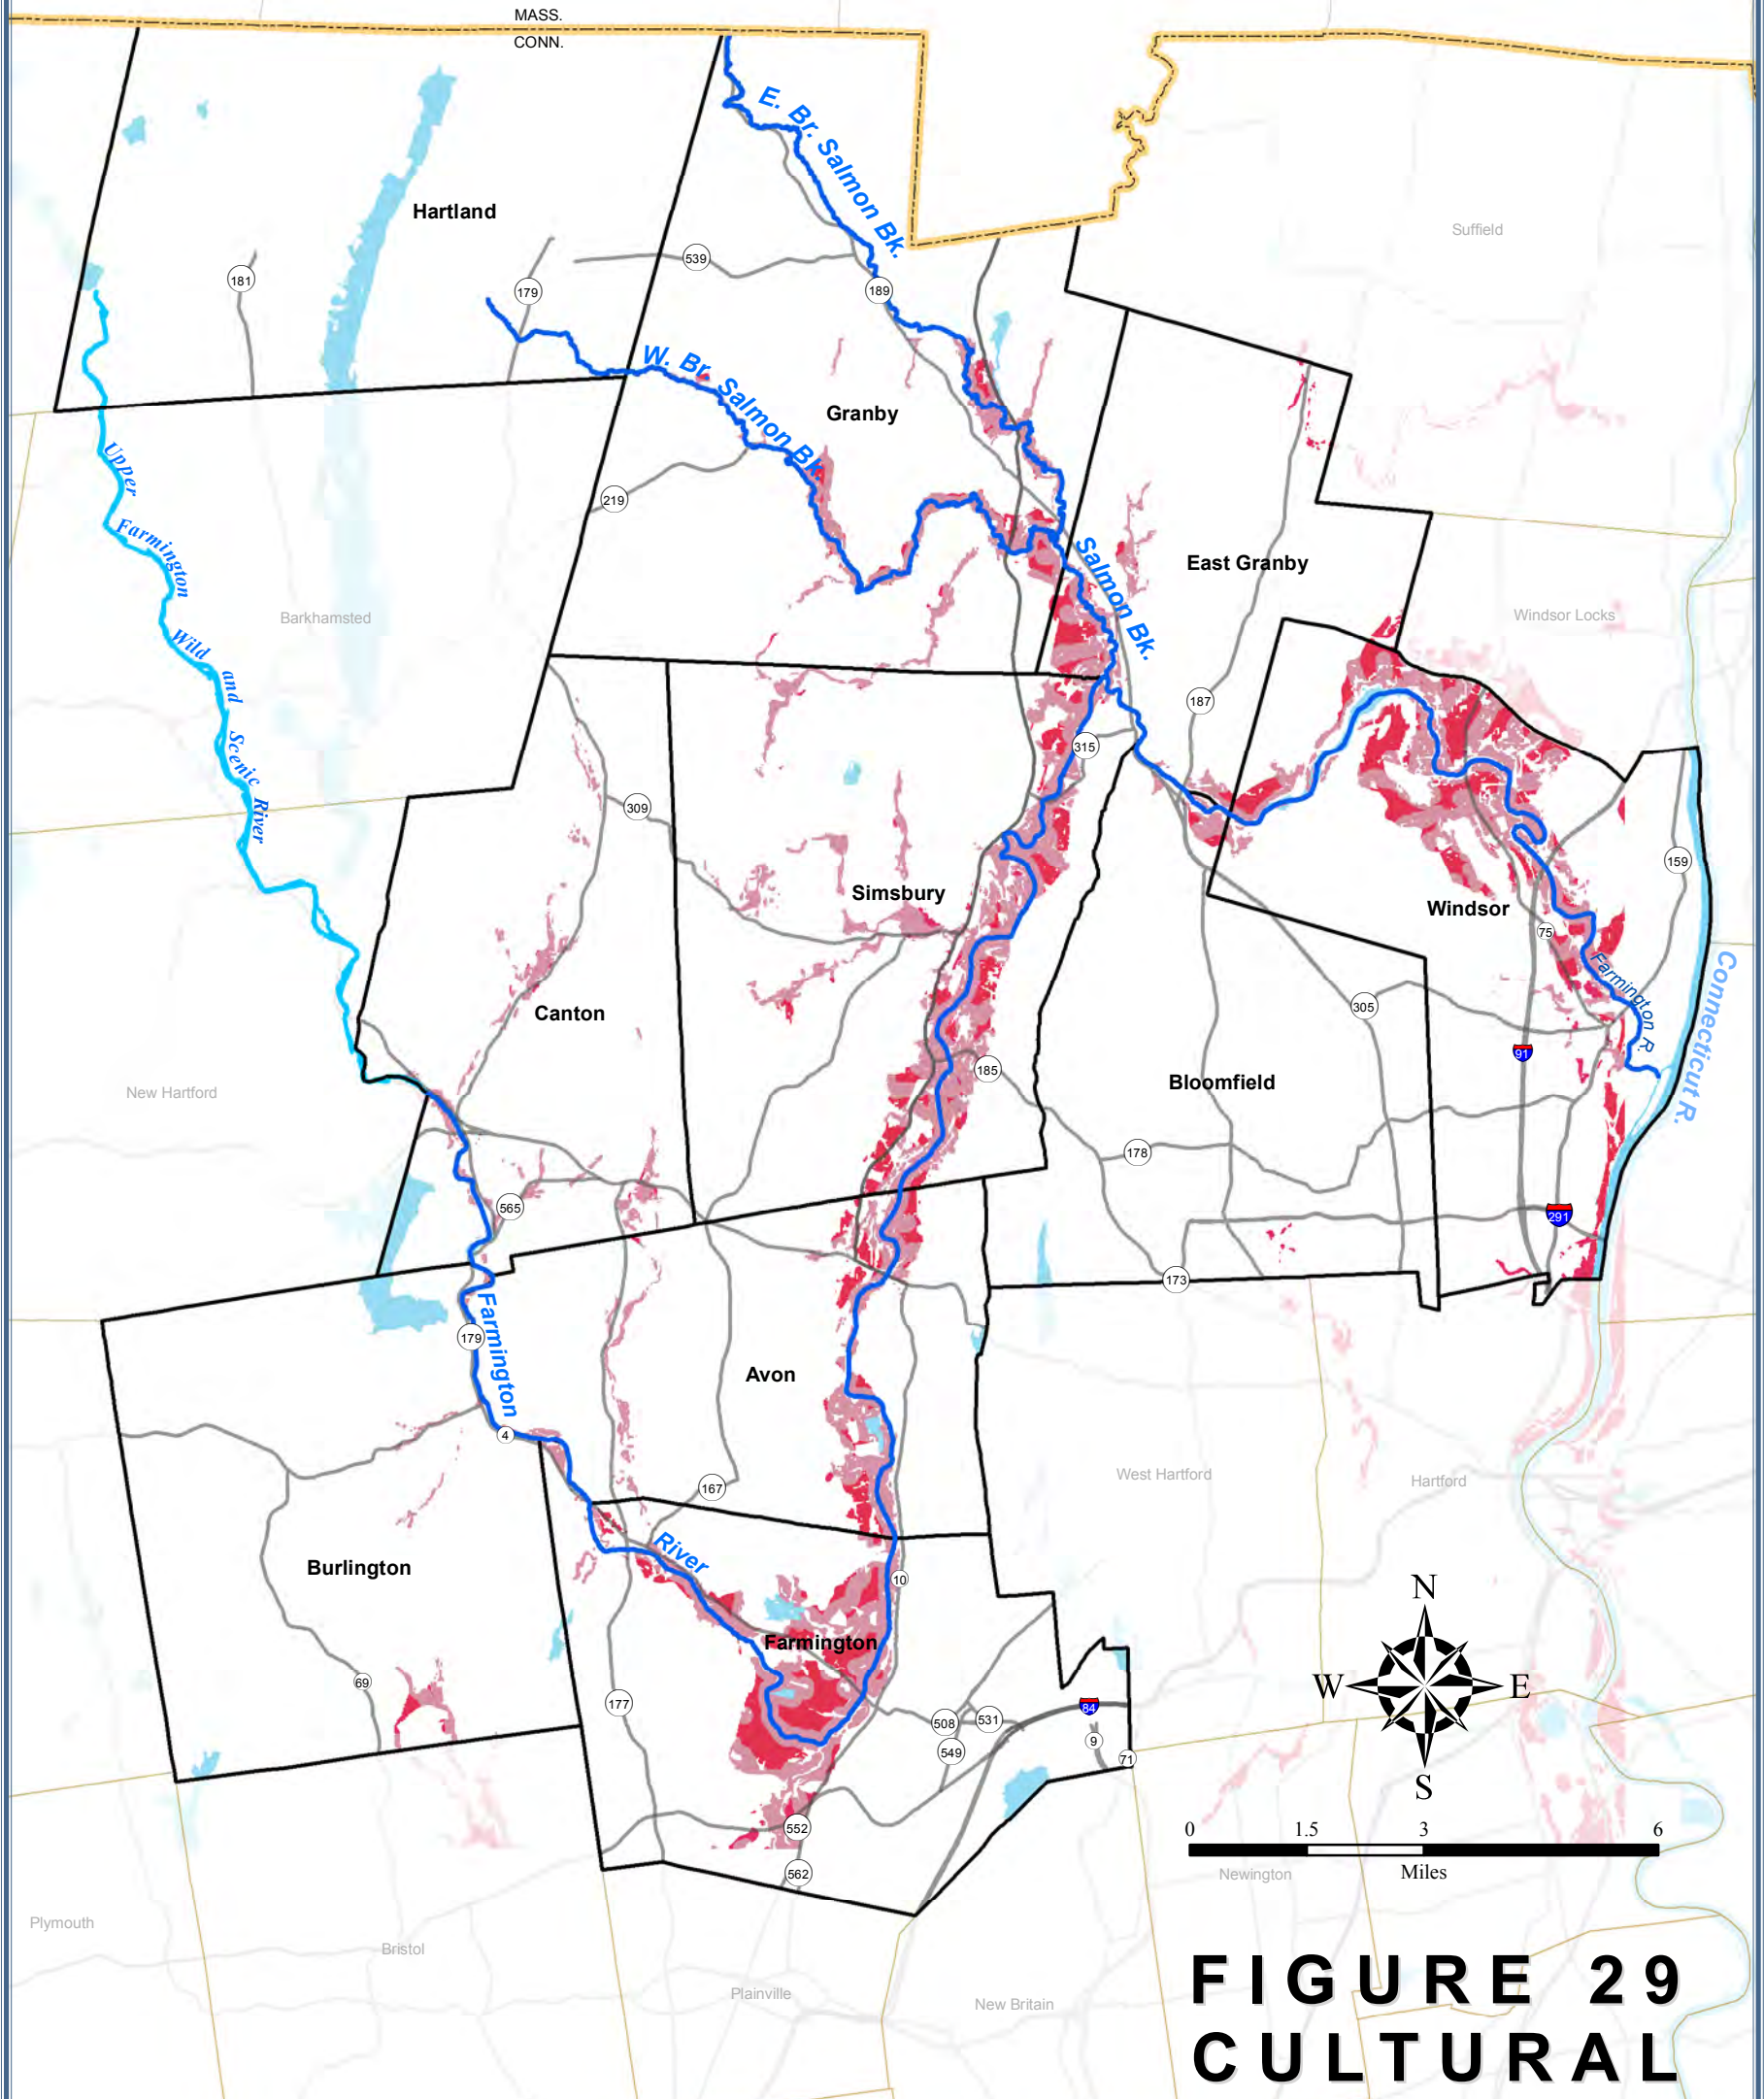 MASS.
CONN.
E. Br. Salmon Bk.
Hartland
Suffield
539
181
179
189
W. Br. Salmon Bk.
Granby
Upper
Farmington
Wild
and
Scenic
River
219
Salmon Bk.
East Granby
Barkhamsted
Windsor Locks
187
315
309
159
Simsbury
Windsor
75
Farmington R.
Connecticut R.
Canton
305
91
185
Bloomfield
New Hartford
178
565
291
173
Farmington
179
Avon
4
West Hartford
Hartford
167
River
Burlington
10
N
W
E
S
Farmington
69
177
84
508
531
549
9
71
552
562
0
1.5
3
6
Miles
Newington
Plymouth
Bristol
Plainville
New Britain
FIGURE 29
CULTURAL